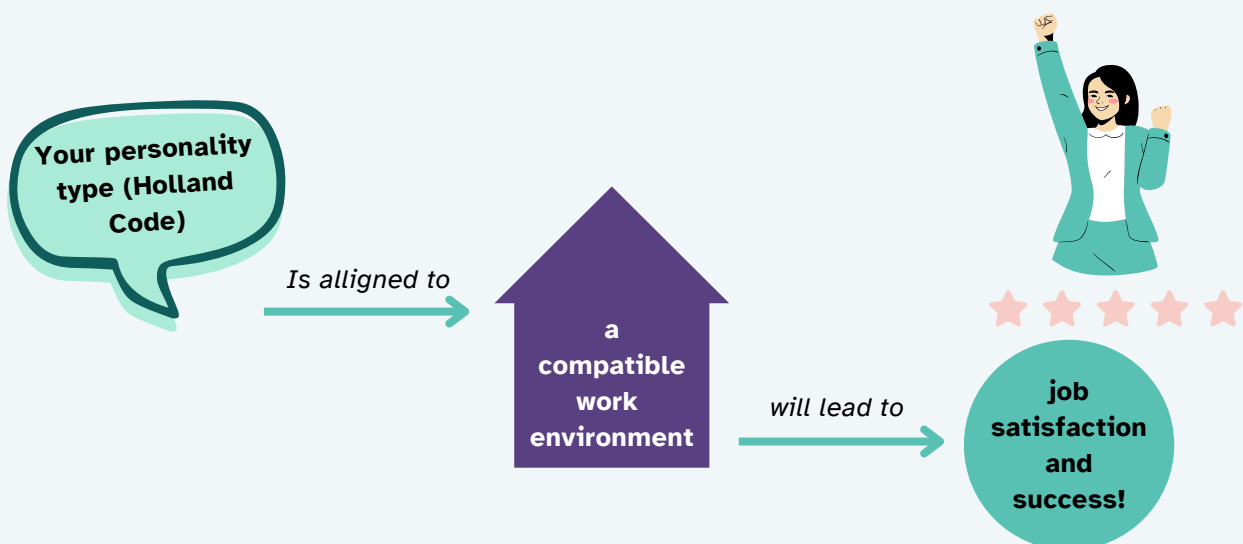 Your personality
type (Holland
Code)
Is alligned to
a
compatible
work
environment
will lead to
job
satisfaction
and
success!